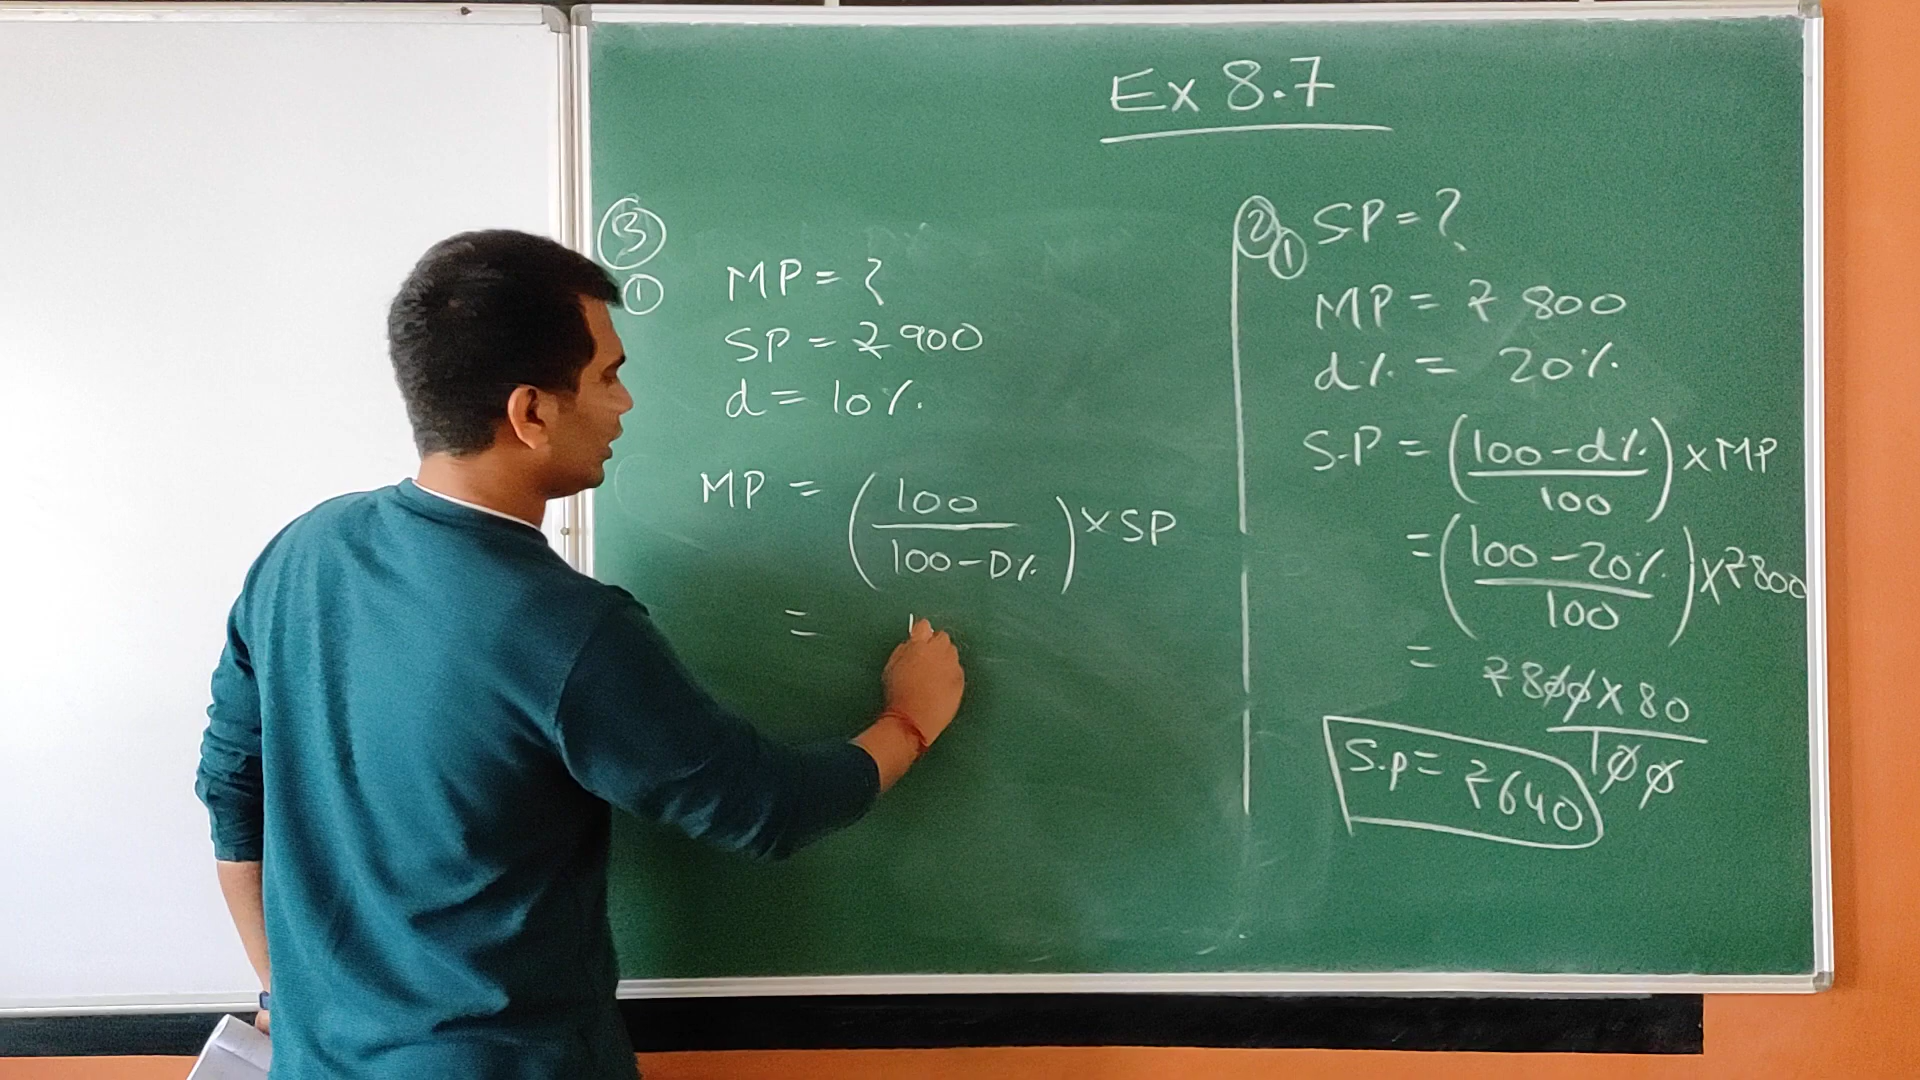 Ex 8.7
③
① MP = ?
SP = ₹ 900
d = 10%.
MP = (100 / 100-D%) × SP
= 1
② ① SP = ?
MP = ₹ 800
d% = 20%.
S.P = (100-d% / 100) × MP
= (100-20% / 100) × ₹800
= ₹800×80 / 100
S.p = ₹640